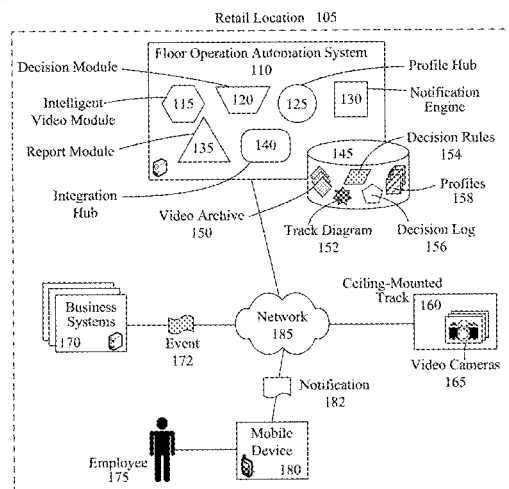 Retail Location 105
Floor Operation Automation System
110
Decision Module
Profile Hub
Intelligent
Video Module
115
120
125
130
Notification
Engine
Report Module
135
140
145
Decision Rules
154
Integration
Hub
Video Archive
150
Profiles
158
Track Diagram
152
Decision Log
156
Ceiling-Mounted
Track
160
Business
Systems
170
Event
172
Network
185
Video Cameras
165
Notification
182
Employee
175
Mobile
Device
180